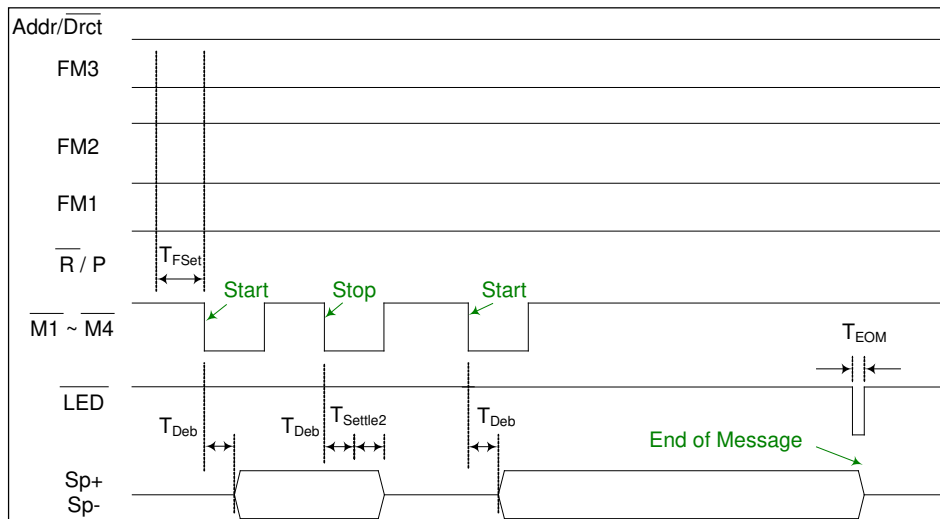 Addr/Drct
FM3
FM2
FM1
R / P
TFSet
Start Stop Start
M1 ~ M4
TEOM
LED
TDeb TDeb TSettle2 TDeb
End of Message
Sp+
Sp-